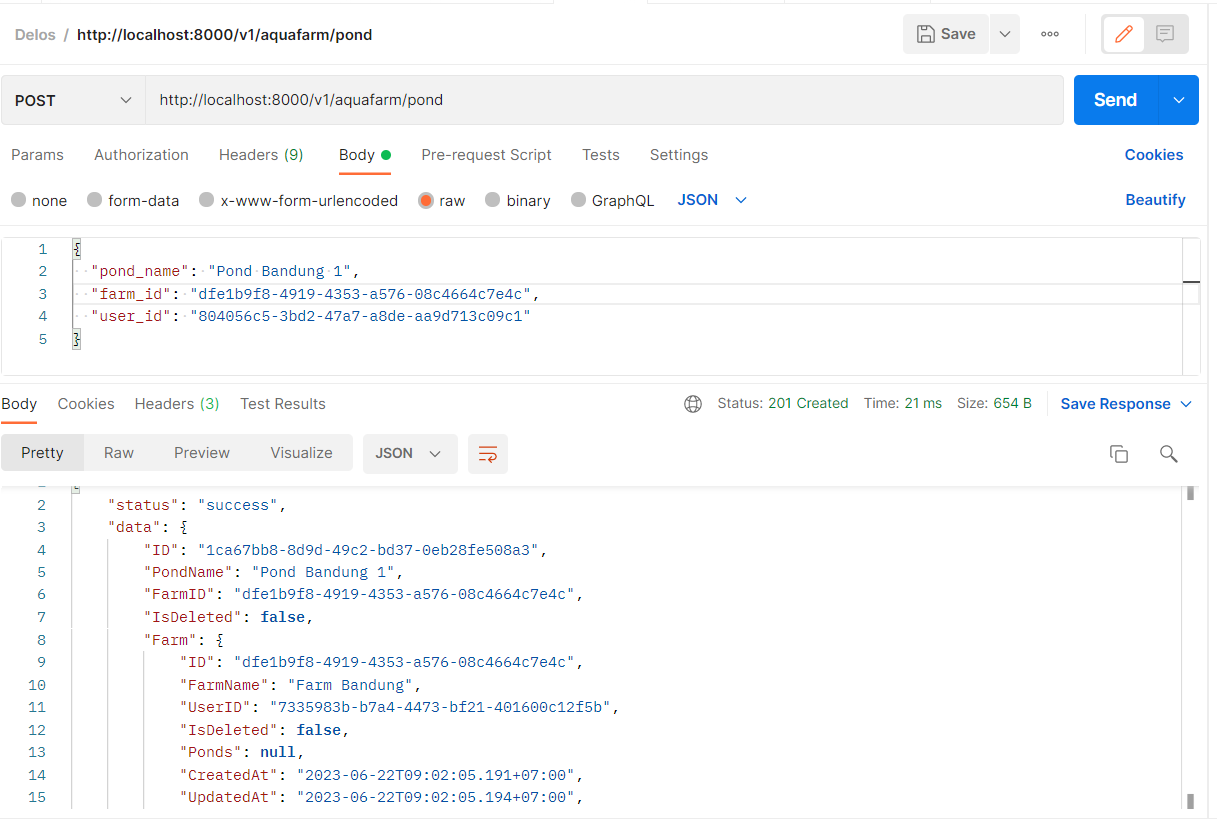 Delos / http://localhost:8000/v1/aquafarm/pond Save
POST http://localhost:8000/v1/aquafarm/pond Send
Params Authorization Headers (9) Body Pre-request Script Tests Settings Cookies
none form-data x-www-form-urlencoded raw binary GraphQL JSON Beautify
1 {
2 "pond_name": "Pond Bandung 1",
3 "farm_id": "dfe1b9f8-4919-4353-a576-08c4664c7e4c",
4 "user_id": "804056c5-3bd2-47a7-a8de-aa9d713c09c1"
5 }
Body Cookies Headers (3) Test Results Status: 201 Created Time: 21 ms Size: 654 B Save Response
Pretty Raw Preview Visualize JSON
2 "status": "success",
3 "data": {
4 "ID": "1ca67bb8-8d9d-49c2-bd37-0eb28fe508a3",
5 "PondName": "Pond Bandung 1",
6 "FarmID": "dfe1b9f8-4919-4353-a576-08c4664c7e4c",
7 "IsDeleted": false,
8 "Farm": {
9 "ID": "dfe1b9f8-4919-4353-a576-08c4664c7e4c",
10 "FarmName": "Farm Bandung",
11 "UserID": "7335983b-b7a4-4473-bf21-401600c12f5b",
12 "IsDeleted": false,
13 "Ponds": null,
14 "CreatedAt": "2023-06-22T09:02:05.191+07:00",
15 "UpdatedAt": "2023-06-22T09:02:05.194+07:00",